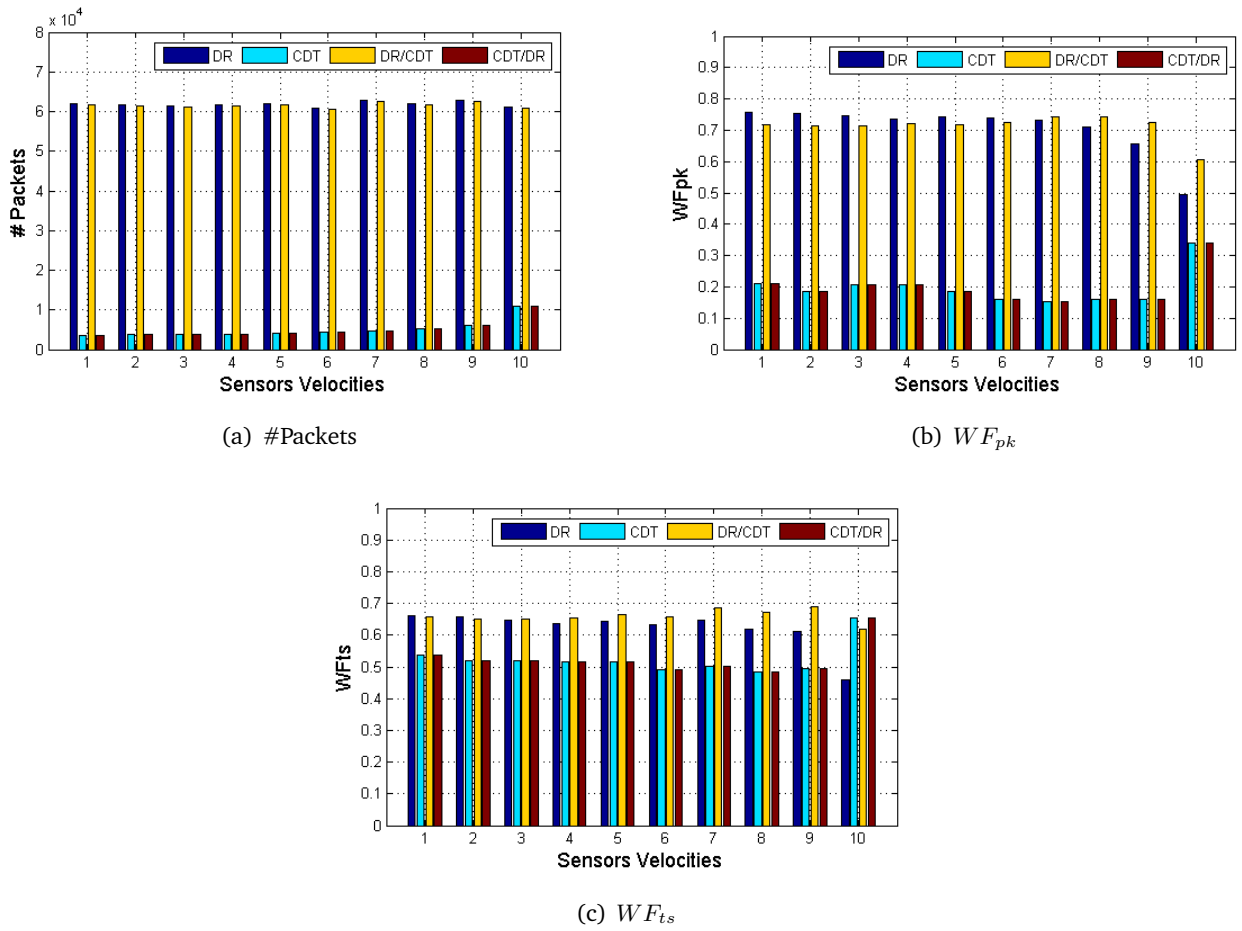 x 10⁴
8
7
6
5
4
3
2
1
0
# Packets
DR CDT DR/CDT CDT/DR
1 2 3 4 5 6 7 8 9 10
Sensors Velocities
(a) #Packets
1
0.9
0.8
0.7
0.6
0.5
0.4
0.3
0.2
0.1
0
WFpk
DR CDT DR/CDT CDT/DR
1 2 3 4 5 6 7 8 9 10
Sensors Velocities
(b) WF_pk
1
0.9
0.8
0.7
0.6
0.5
0.4
0.3
0.2
0.1
0
WFts
DR CDT DR/CDT CDT/DR
1 2 3 4 5 6 7 8 9 10
Sensors Velocities
(c) WF_ts